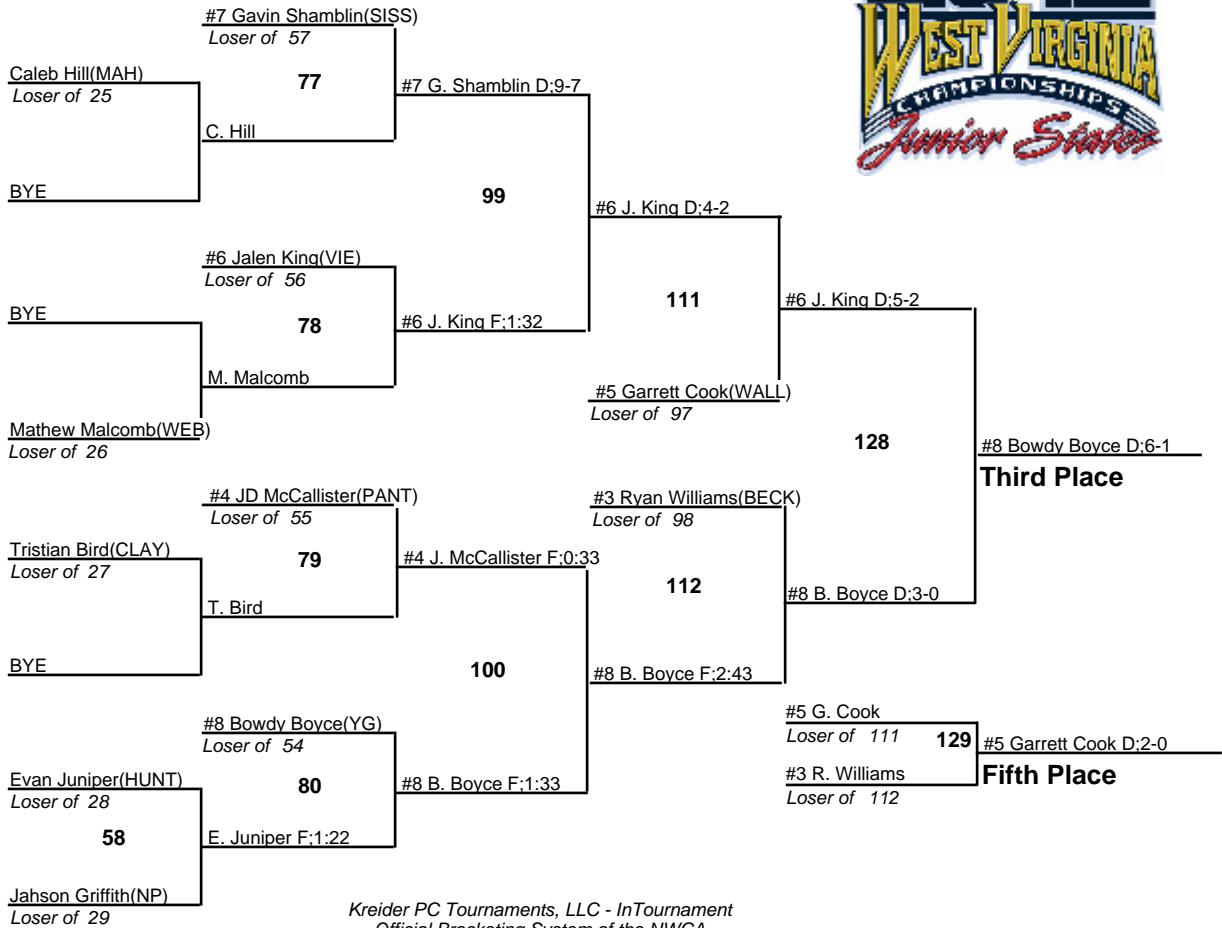 #7 Gavin Shamblin(SISS)
Loser of 57
Caleb Hill(MAH)
Loser of 25
77
#7 G. Shamblin D;9-7
C. Hill
BYE
99
#6 J. King D;4-2
#6 Jalen King(VIE)
Loser of 56
BYE
78
#6 J. King F;1:32
111
#6 J. King D;5-2
M. Malcomb
#5 Garrett Cook(WALL)
Loser of 97
Mathew Malcomb(WEB)
Loser of 26
128
#8 Bowdy Boyce D;6-1
Third Place
#4 JD McCallister(PANT)
Loser of 55
#3 Ryan Williams(BECK)
Loser of 98
Tristian Bird(CLAY)
Loser of 27
79
#4 J. McCallister F;0:33
112
#8 B. Boyce D;3-0
T. Bird
BYE
100
#8 B. Boyce F;2:43
#8 Bowdy Boyce(YG)
Loser of 54
#5 G. Cook
Loser of 111
129
#5 Garrett Cook D;2-0
Fifth Place
#3 R. Williams
Loser of 112
Evan Juniper(HUNT)
Loser of 28
80
#8 B. Boyce F;1:33
58
E. Juniper F;1:22
Jahson Griffith(NP)
Loser of 29
Kreider PC Tournaments, LLC - InTournament
Official Bracketing System of the NWCA
WEST VIRGINIA
CHAMPIONSHIPS
Junior States